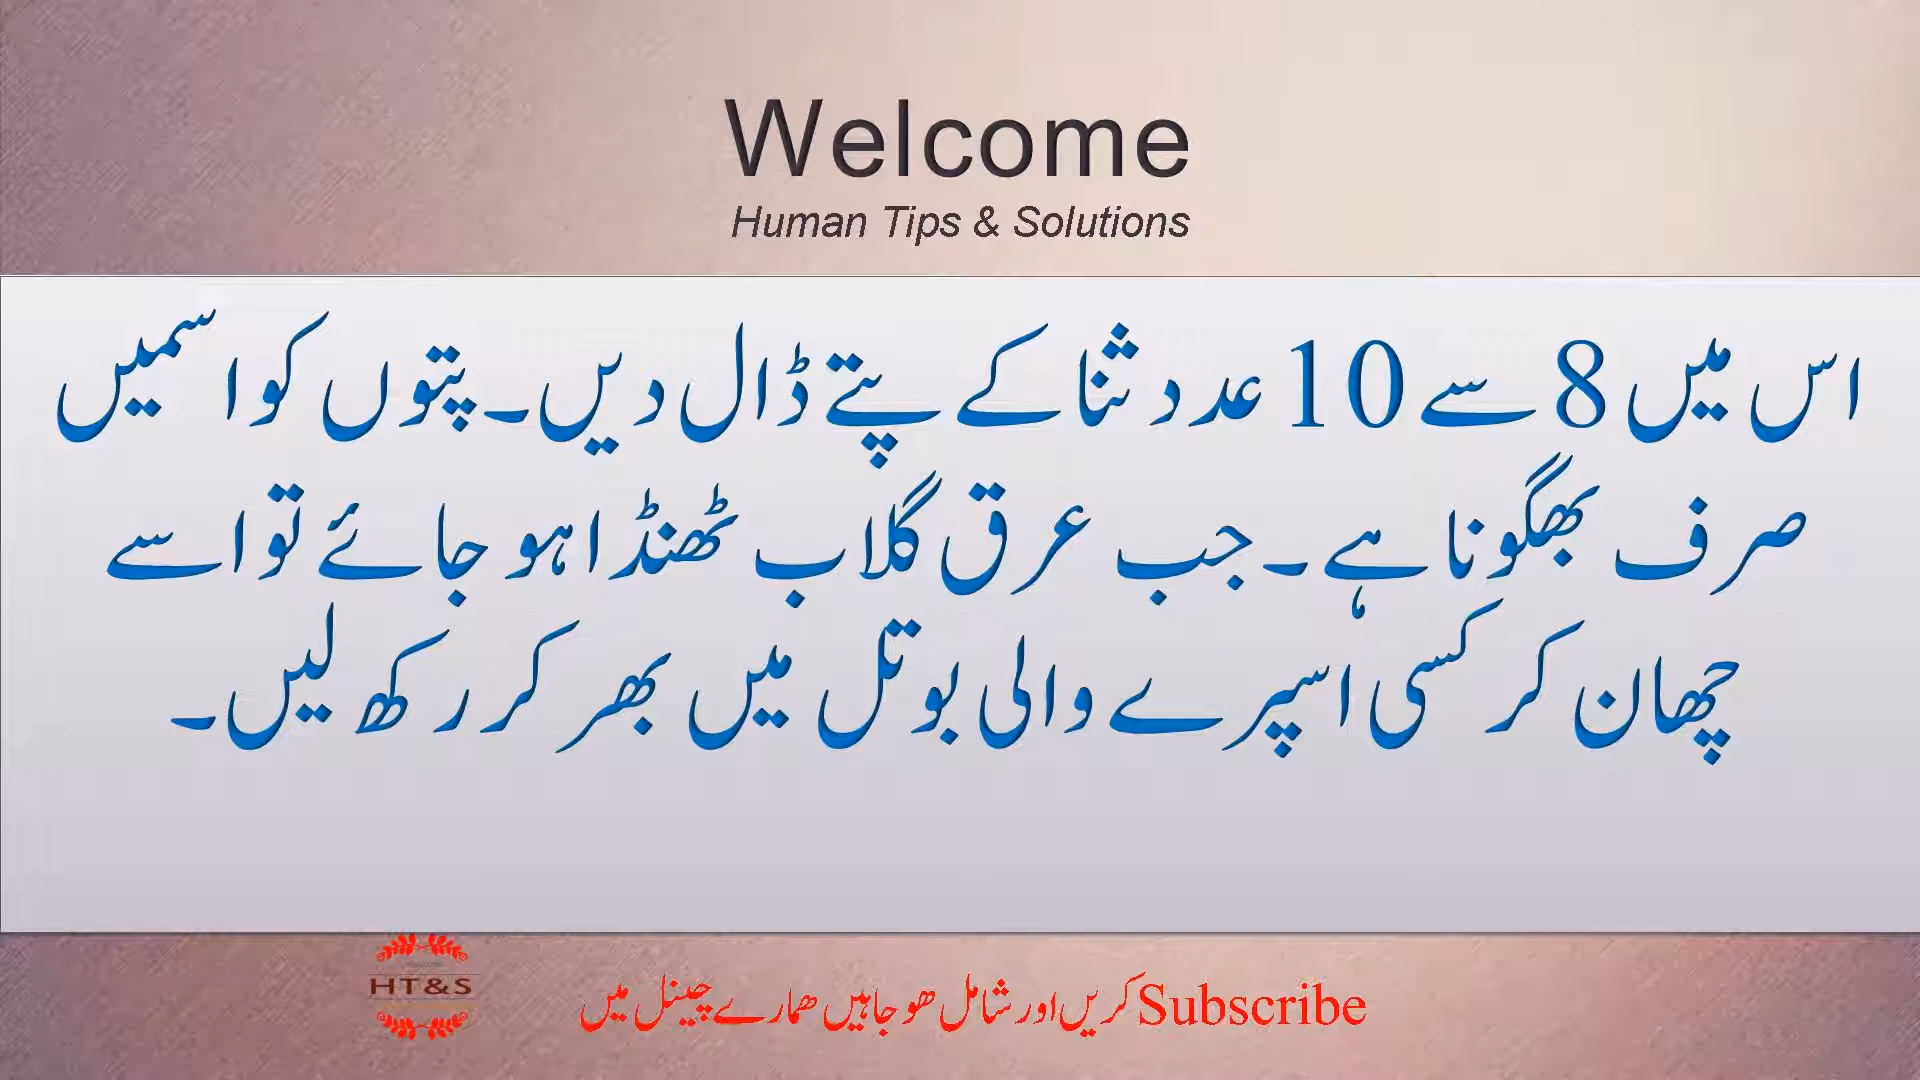 Welcome
Human Tips & Solutions
اس میں 8 سے 10 عدد ثنا کے پتے ڈال دیں۔ پتوں کو اسمیں
صرف بھگونا ہے۔ جب عرق گلاب ٹھنڈا ہو جائے تو اسے
چھان کر کسی اسپرے والی بوتل میں بھر کر رکھ لیں۔
HT&S
Subscribe کریں اور شامل ھو جاہیں ھمارے چینل میں